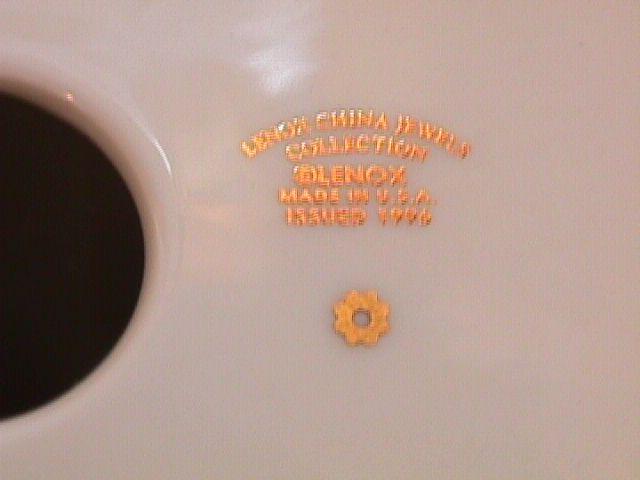 LENOX CHINA JEWELS
COLLECTION
©LENOX
MADE IN U.S.A.
ISSUED 1996